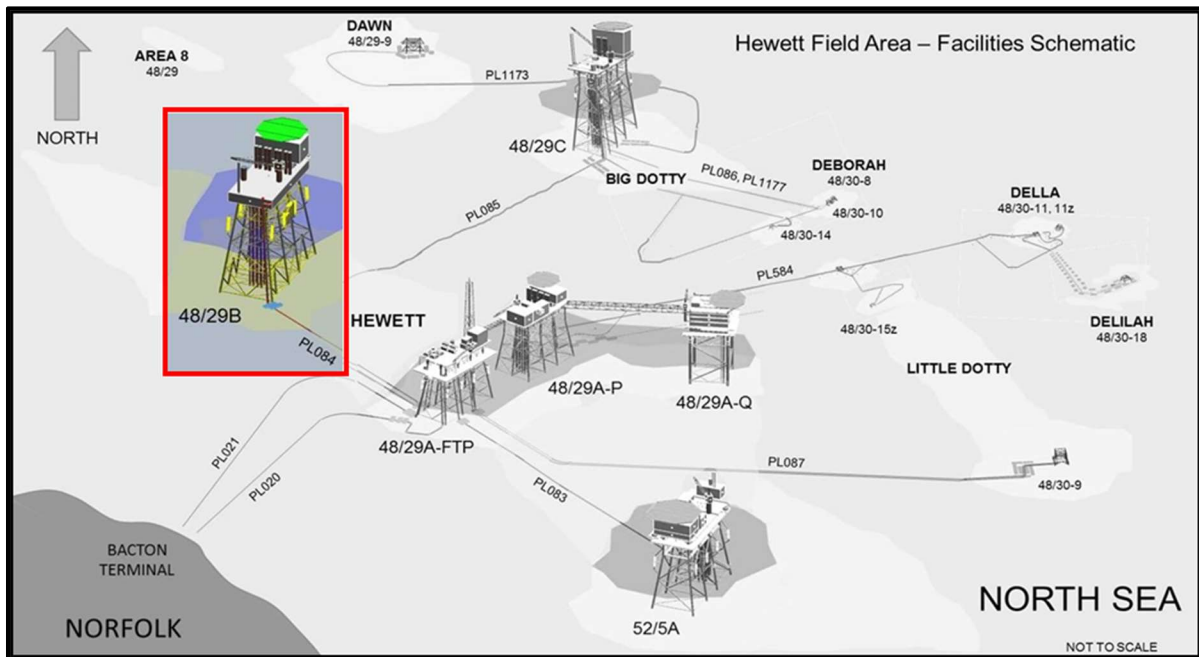 Hewett Field Area – Facilities Schematic
NORTH
AREA 8
48/29
DAWN
48/29-9
PL1173
48/29C
BIG DOTTY
PL086, PL1177
DEBORAH
48/30-8
48/30-10
48/30-14
DELLA
48/30-11, 11z
PL085
PL584
48/29B
PL084
HEWETT
48/30-15z
DELILAH
48/30-18
LITTLE DOTTY
48/29A-P
48/29A-Q
48/29A-FTP
PL021
PL020
PL083
PL087
48/30-9
BACTON
TERMINAL
NORFOLK
52/5A
NORTH SEA
NOT TO SCALE